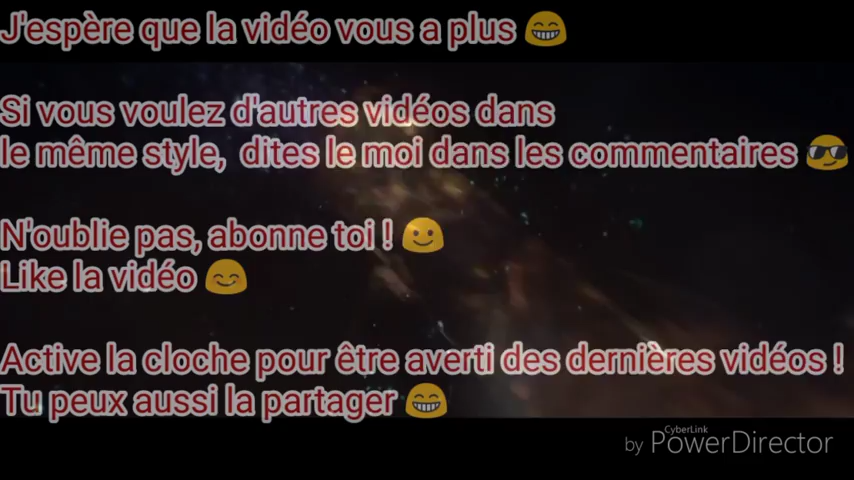 J'espère que la vidéo vous a plus 😁
Si vous voulez d'autres vidéos dans
le même style, dites le moi dans les commentaires 😎
N'oublie pas, abonne toi ! 🙂
Like la vidéo 😊
Active la cloche pour être averti des dernières vidéos !
Tu peux aussi la partager 😁
CyberLink
by PowerDirector